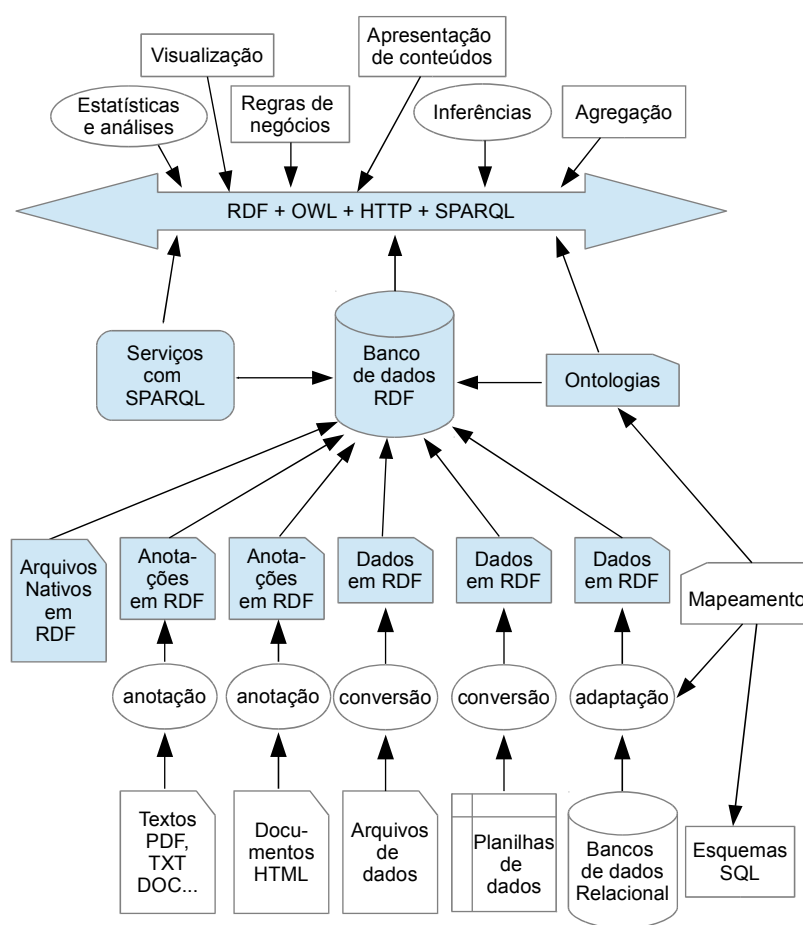 Apresentação
de conteúdos
Visualização
Estatísticas
e análises
Regras de
negócios
Inferências
Agregação
RDF + OWL + HTTP + SPARQL
Serviços
com
SPARQL
Banco
de dados
RDF
Ontologias
Arquivos
Nativos
em
RDF
Anota-
ções
em RDF
Anota-
ções
em RDF
Dados
em RDF
Dados
em RDF
Dados
em RDF
Mapeamento
anotação
anotação
conversão
conversão
adaptação
Textos
PDF,
TXT
DOC...
Docu-
mentos
HTML
Arquivos
de
dados
Planilhas
de
dados
Bancos
de dados
Relacional
Esquemas
SQL